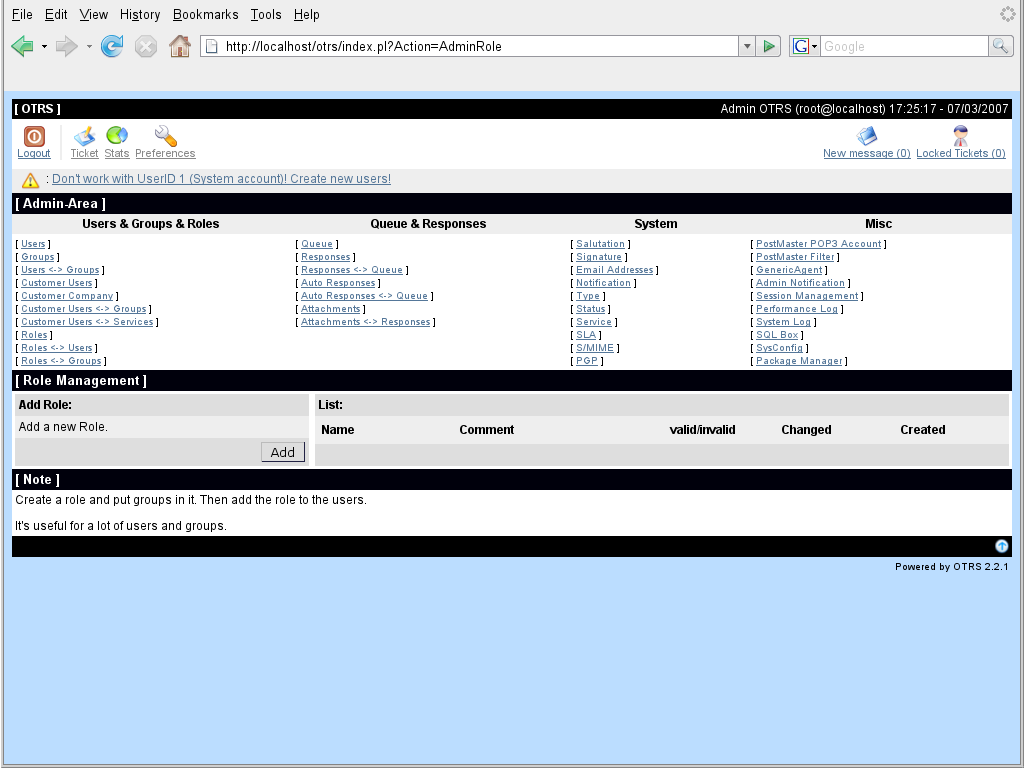 File Edit View History Bookmarks Tools Help
http://localhost/otrs/index.pl?Action=AdminRole
G Google
[ OTRS ] Admin OTRS (root@localhost) 17:25:17 - 07/03/2007
Logout Ticket Stats Preferences New message (0) Locked Tickets (0)
: Don't work with UserID 1 (System account)! Create new users!
[ Admin-Area ]
Users & Groups & Roles Queue & Responses System Misc
[ Users ] [ Queue ] [ Salutation ] [ PostMaster POP3 Account ]
[ Groups ] [ Responses ] [ Signature ] [ PostMaster Filter ]
[ Users <-> Groups ] [ Responses <-> Queue ] [ Email Addresses ] [ GenericAgent ]
[ Customer Users ] [ Auto Responses ] [ Notification ] [ Admin Notification ]
[ Customer Company ] [ Auto Responses <-> Queue ] [ Type ] [ Session Management ]
[ Customer Users <-> Groups ] [ Attachments ] [ Status ] [ Performance Log ]
[ Customer Users <-> Services ] [ Attachments <-> Responses ] [ Service ] [ System Log ]
[ Roles ] [ SLA ] [ SQL Box ]
[ Roles <-> Users ] [ S/MIME ] [ SysConfig ]
[ Roles <-> Groups ] [ PGP ] [ Package Manager ]
[ Role Management ]
Add Role: List:
Add a new Role. Name Comment valid/invalid Changed Created
Add
[ Note ]
Create a role and put groups in it. Then add the role to the users.
It's useful for a lot of users and groups.
Powered by OTRS 2.2.1